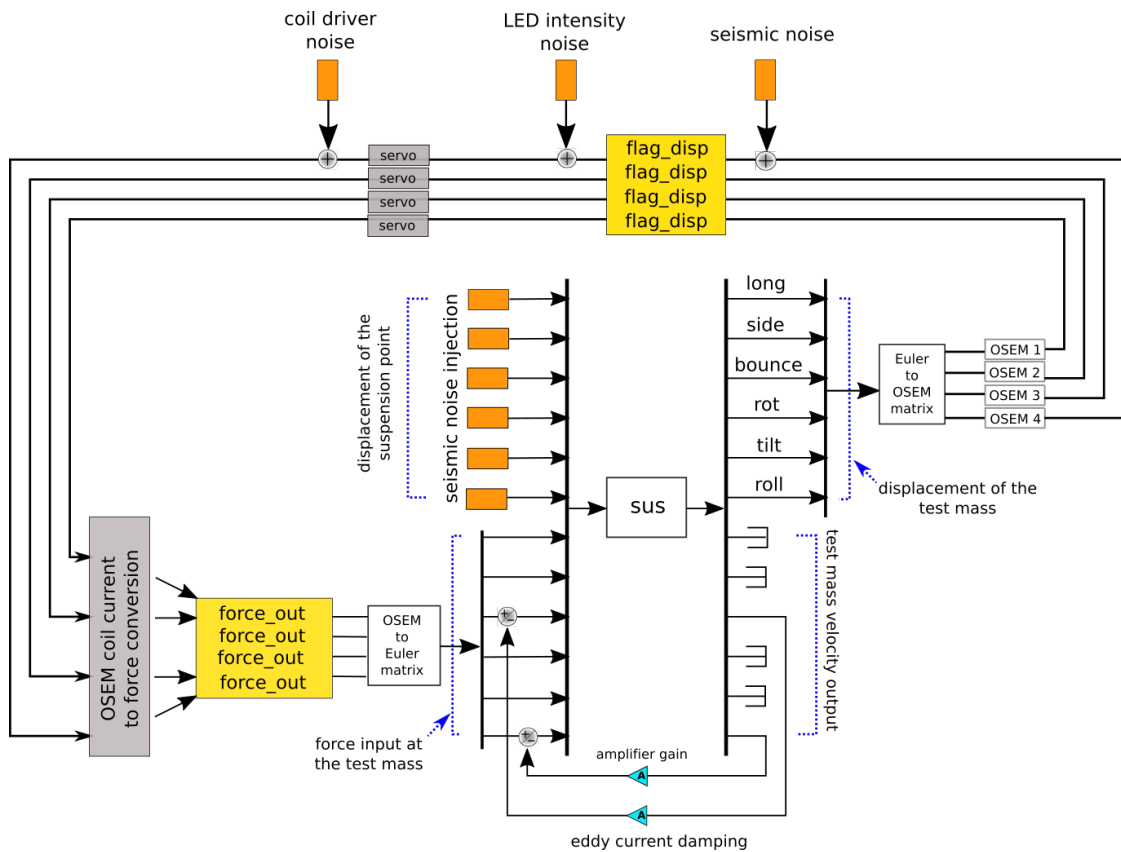 coil driver
noise
LED intensity
noise
seismic noise
servo
servo
servo
servo
flag_disp
flag_disp
flag_disp
flag_disp
+
+
+
displacement of the
suspension point
seismic noise injection
long
side
bounce
rot
tilt
roll
Euler
to
OSEM
matrix
OSEM 1
OSEM 2
OSEM 3
OSEM 4
displacement of the
test mass
sus
test mass velocity output
OSEM coil current
to force conversion
force_out
force_out
force_out
force_out
OSEM
to
Euler
matrix
+-
+-
force input at
the test mass
amplifier gain
A
A
eddy current damping